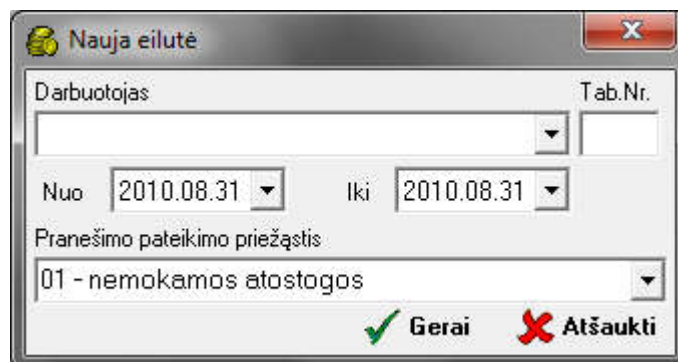 Nauja eilutė
Darbuotojas Tab.Nr.
Nuo 2010.08.31 Iki 2010.08.31
Pranešimo pateikimo priežąstis
01 - nemokamos atostogos
Gerai Atšaukti